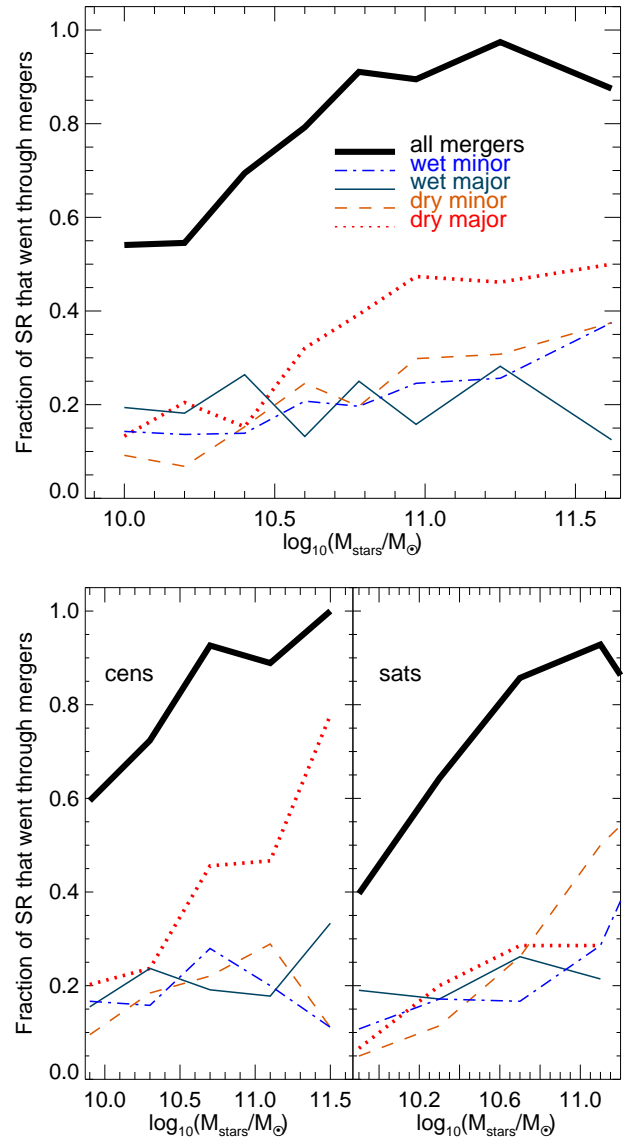 1.0
0.8
0.6
0.4
0.2
0.0
Fraction of SR that went through mergers
all mergers
wet minor
wet major
dry minor
dry major
10.0 10.5 11.0 11.5
log10(Mstars/M⊙)
1.0
0.8
0.6
0.4
0.2
0.0
Fraction of SR that went through mergers
cens
sats
10.0 10.5 11.0 11.5
10.2 10.6 11.0
log10(Mstars/M⊙)
log10(Mstars/M⊙)